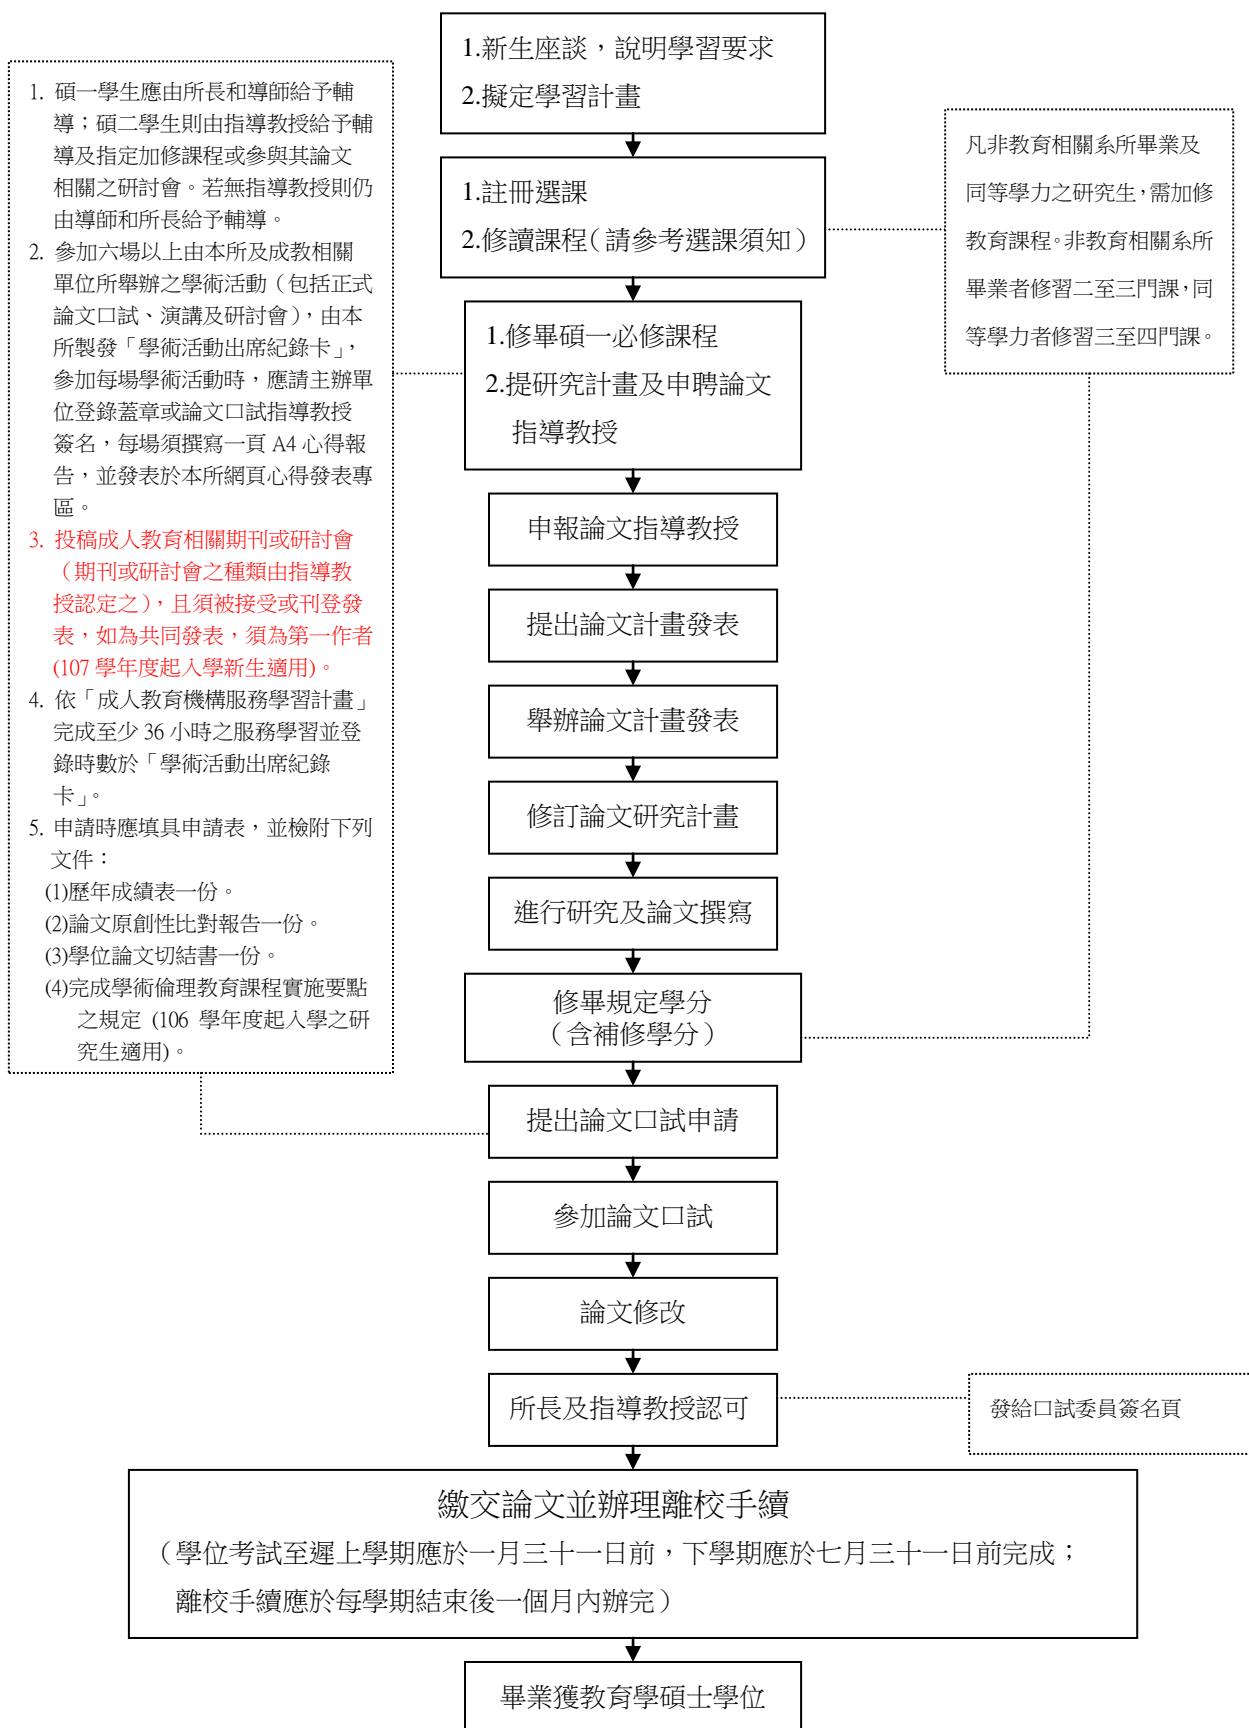 1.新生座談，說明學習要求
2.擬定學習計畫
1. 碩一學生應由所長和導師給予輔
導；碩二學生則由指導教授給予輔
導及指定加修課程或參與其論文
相關之研討會。若無指導教授則仍
由導師和所長給予輔導。
2. 參加六場以上由本所及成教相關
單位所舉辦之學術活動（包括正式
論文口試、演講及研討會），由本
所製發「學術活動出席紀錄卡」，
參加每場學術活動時，應請主辦單
位登錄蓋章或論文口試指導教授
簽名，每場須撰寫一頁 A4 心得報
告，並發表於本所網頁心得發表專
區。
3. 投稿成人教育相關期刊或研討會
（期刊或研討會之種類由指導教
授認定之），且須被接受或刊登發
表，如為共同發表，須為第一作者
(107 學年度起入學新生適用)。
4. 依「成人教育機構服務學習計畫」
完成至少 36 小時之服務學習並登
錄時數於「學術活動出席紀錄
卡」。
5. 申請時應填具申請表，並檢附下列
文件：
(1)歷年成績表一份。
(2)論文原創性比對報告一份。
(3)學位論文切結書一份。
(4)完成學術倫理教育課程實施要點
之規定 (106 學年度起入學之研
究生適用)。
1.註冊選課
2.修讀課程（請參考選課須知）
凡非教育相關系所畢業及
同等學力之研究生，需加修
教育課程。非教育相關系所
畢業者修習二至三門課，同
等學力者修習三至四門課。
1.修畢碩一必修課程
2.提研究計畫及申聘論文
指導教授
申報論文指導教授
提出論文計畫發表
舉辦論文計畫發表
修訂論文研究計畫
進行研究及論文撰寫
修畢規定學分
（含補修學分）
提出論文口試申請
參加論文口試
論文修改
所長及指導教授認可
發給口試委員簽名頁
繳交論文並辦理離校手續
（學位考試至遲上學期應於一月三十一日前，下學期應於七月三十一日前完成；
離校手續應於每學期結束後一個月內辦完）
畢業獲教育學碩士學位